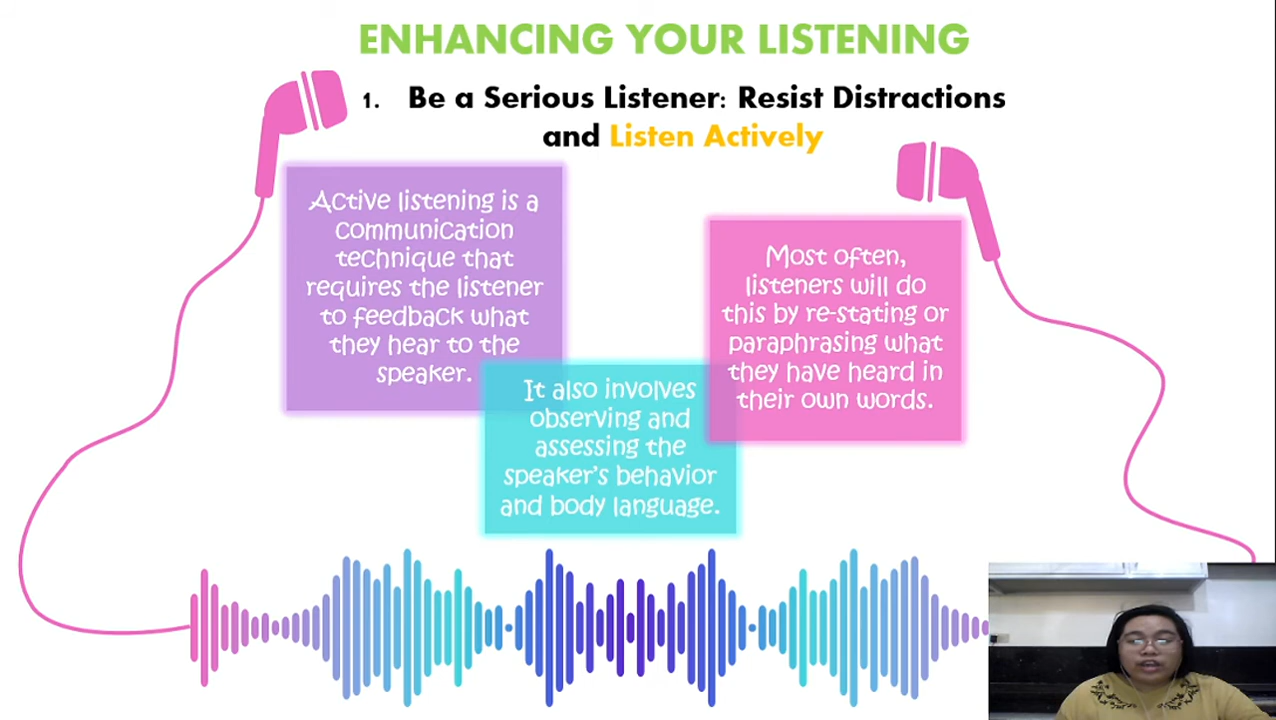 ENHANCING YOUR LISTENING
1. Be a Serious Listener: Resist Distractions
and Listen Actively
Active listening is a
communication
technique that
requires the listener
to feedback what
they hear to the
speaker.
It also involves
observing and
assessing the
speaker's behavior
and body language.
Most often,
listeners will do
this by re-stating or
paraphrasing what
they have heard in
their own words.